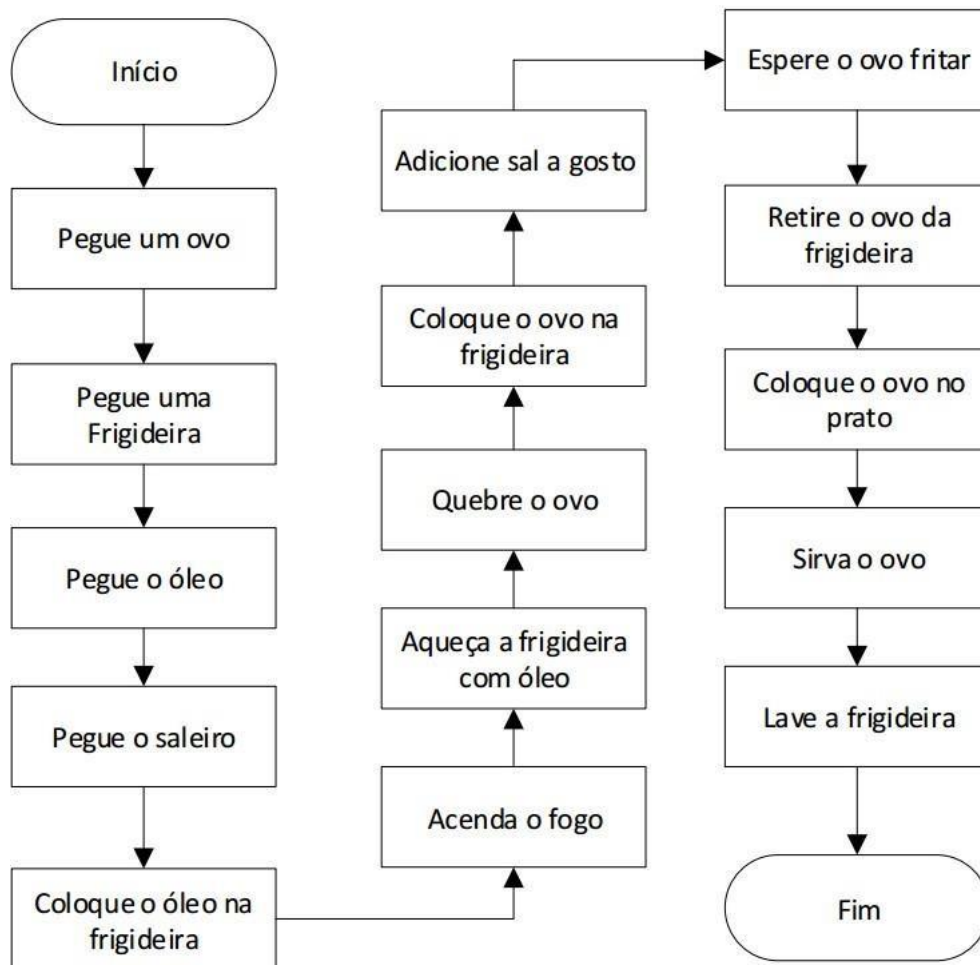 Início
Pegue um ovo
Pegue uma
Frigideira
Pegue o óleo
Pegue o saleiro
Coloque o óleo na
frigideira
Acenda o fogo
Aqueça a frigideira
com óleo
Quebre o ovo
Coloque o ovo na
frigideira
Adicione sal a gosto
Espere o ovo fritar
Retire o ovo da
frigideira
Coloque o ovo no
prato
Sirva o ovo
Lave a frigideira
Fim